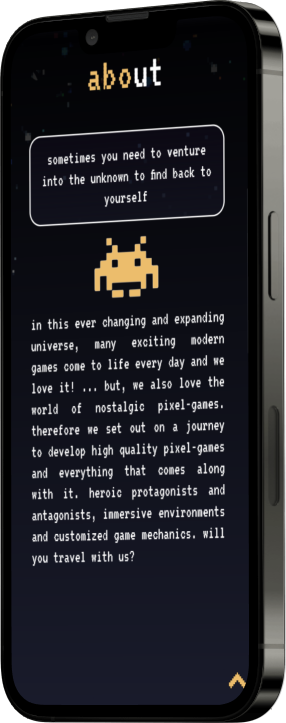 about
sometimes you need to venture
into the unknown to find back to
yourself
in this ever changing and expanding
universe, many exciting modern
games come to life every day and we
love it! ... but, we also love the
world of nostalgic pixel-games.
therefore we set out on a journey
to develop high quality pixel-games
and everything that comes along
with it. heroic protagonists and
antagonists, immersive environments
and customized game mechanics. will
you travel with us?